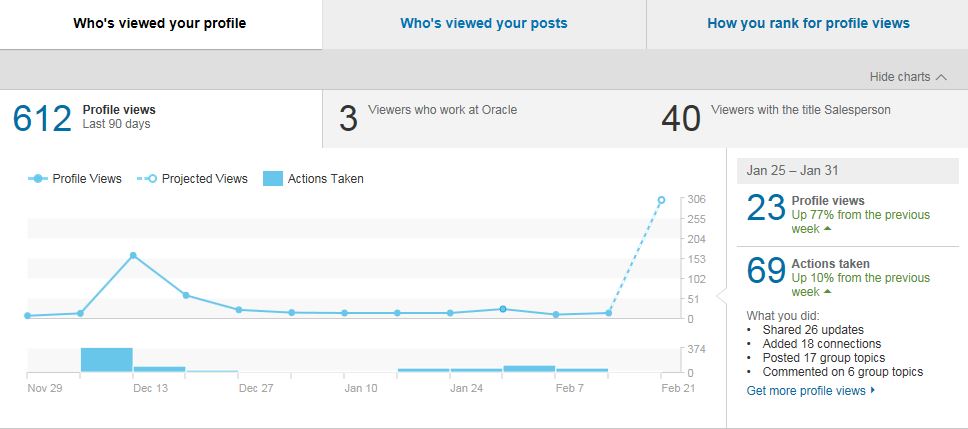 Who's viewed your profile
Who's viewed your posts
How you rank for profile views
Hide charts
612
Profile views
Last 90 days
3
Viewers who work at Oracle
40
Viewers with the title Salesperson
Profile Views
Projected Views
Actions Taken
306
255
204
153
102
51
0
374
0
Nov 29
Dec 13
Dec 27
Jan 10
Jan 24
Feb 7
Feb 21
Jan 25 – Jan 31
23
Profile views
Up 77% from the previous
week
69
Actions taken
Up 10% from the previous
week
What you did:
• Shared 26 updates
• Added 18 connections
• Posted 17 group topics
• Commented on 6 group topics
Get more profile views